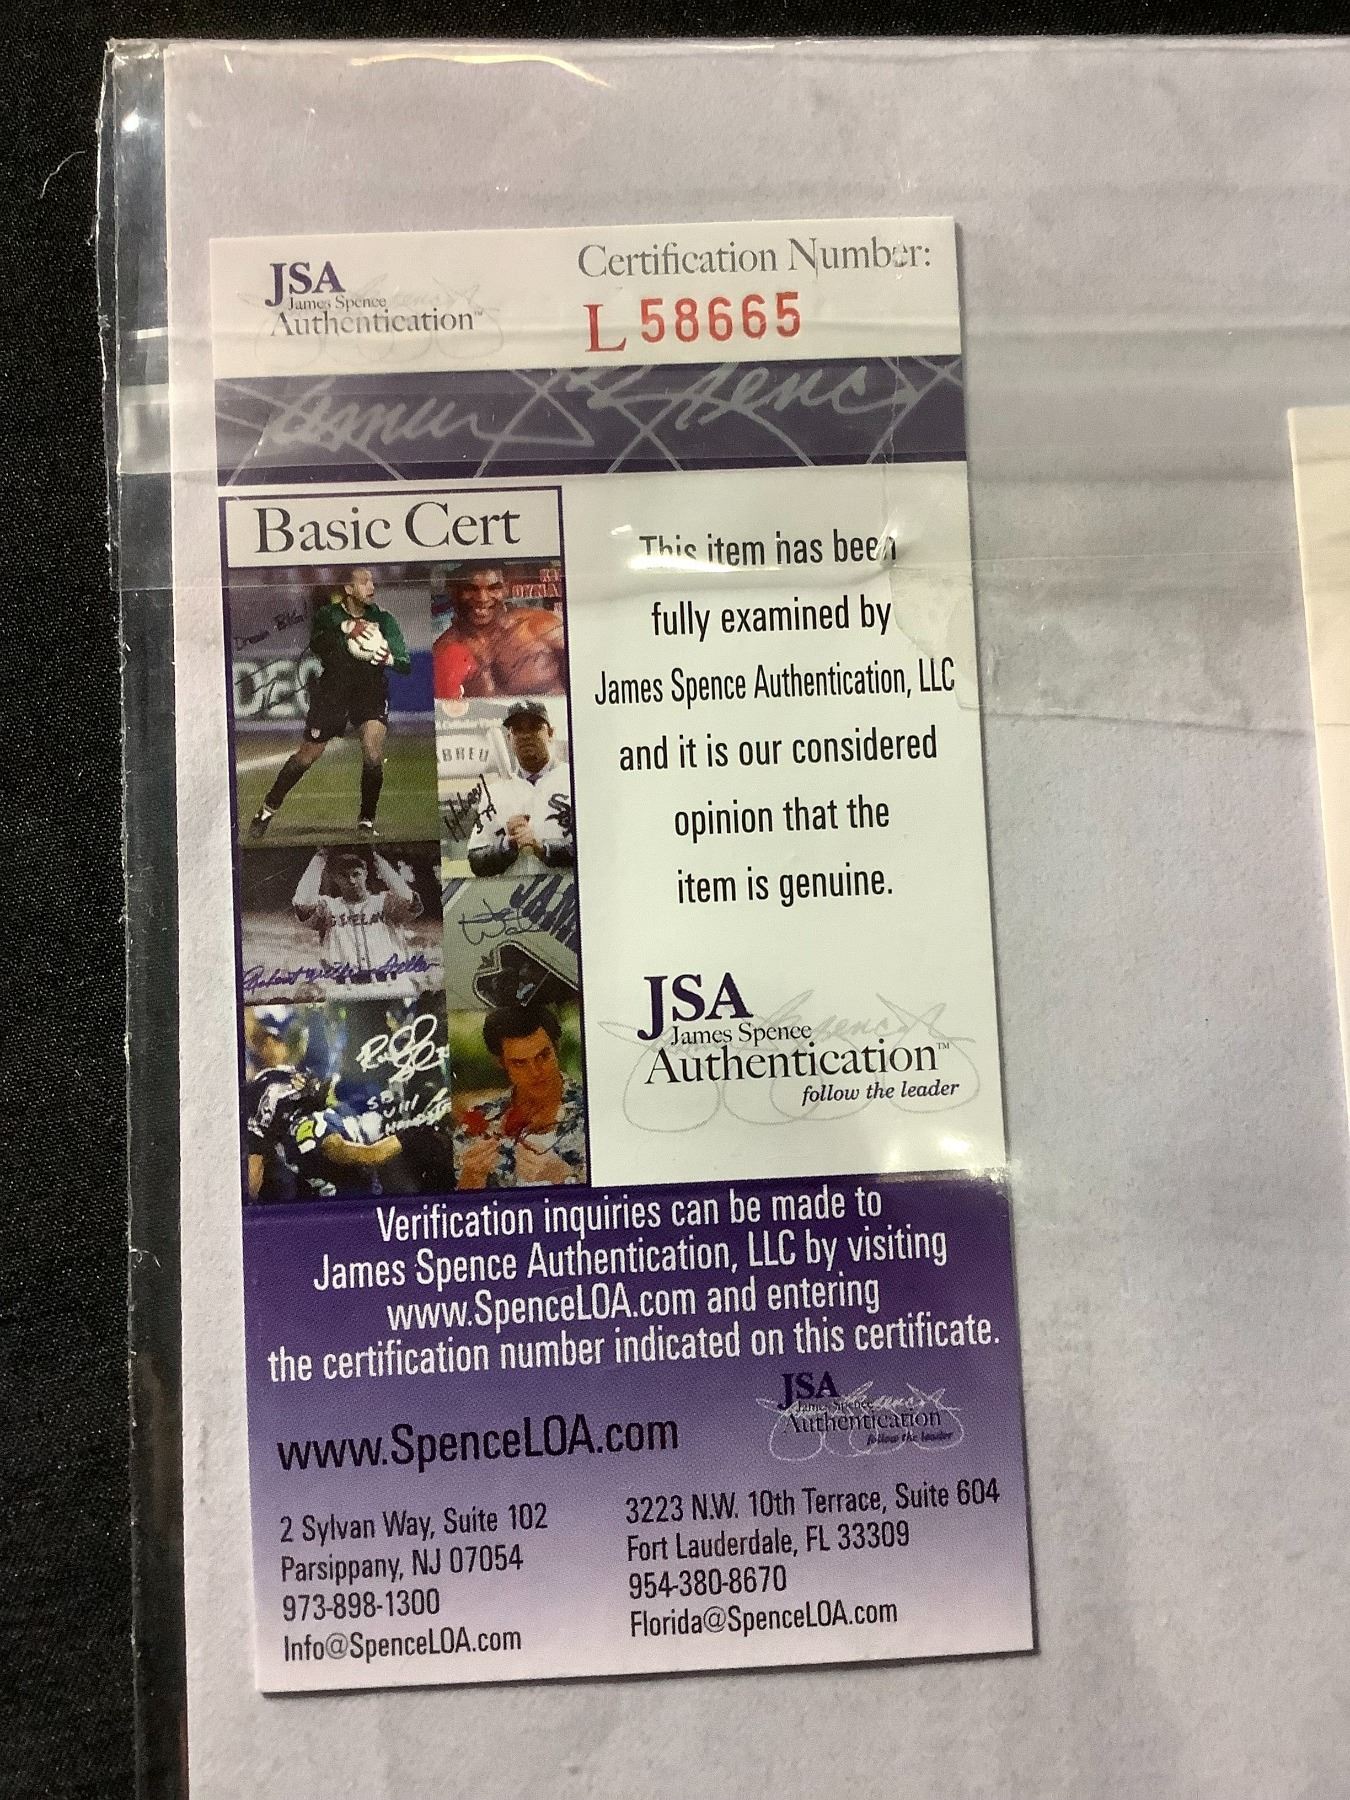 JSA
James Spence
Authentication™
Certification Number:
L 58665
James Spence
Basic Cert
This item has been
fully examined by
James Spence Authentication, LLC
and it is our considered
opinion that the
item is genuine.
BREU
JSA
James Spence
Authentication™
follow the leader
Verification inquiries can be made to
James Spence Authentication, LLC by visiting
www.SpenceLOA.com and entering
the certification number indicated on this certificate.
JSA
James Spence
Authentication
follow the leader
www.SpenceLOA.com
2 Sylvan Way, Suite 102
Parsippany, NJ 07054
973-898-1300
Info@SpenceLOA.com
3223 N.W. 10th Terrace, Suite 604
Fort Lauderdale, FL 33309
954-380-8670
Florida@SpenceLOA.com